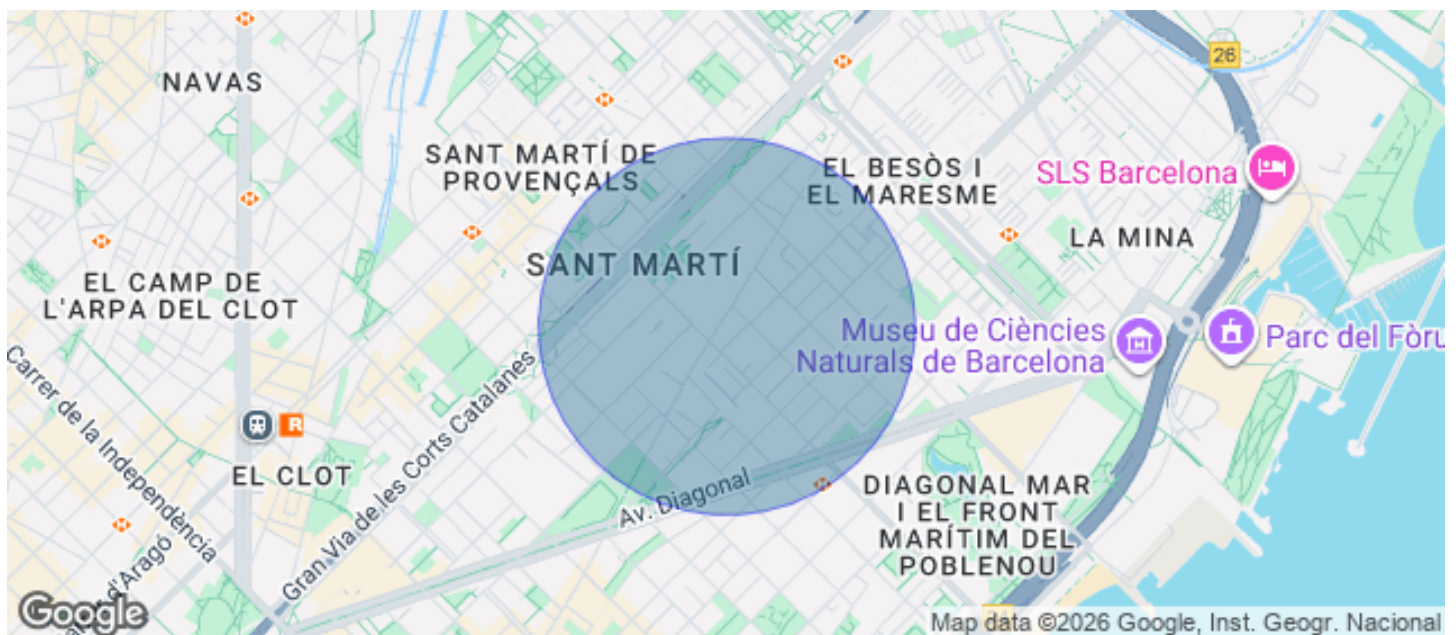 NAVAS
26
SANT MARTÍ DE
PROVENÇALS
EL BESÒS I
EL MARESME
SLS Barcelona
LA MINA
SANT MARTÍ
EL CAMP DE
L'ARPA DEL CLOT
Museu de Ciències
Naturals de Barcelona
Parc del Fòru
Carrer de la Independència
Gran Via de les Corts Catalanes
R
EL CLOT
Av. Diagonal
DIAGONAL MAR
I EL FRONT
MARÍTIM DEL
POBLENOU
d'Aragó
Google
Map data ©2026 Google, Inst. Geogr. Nacional